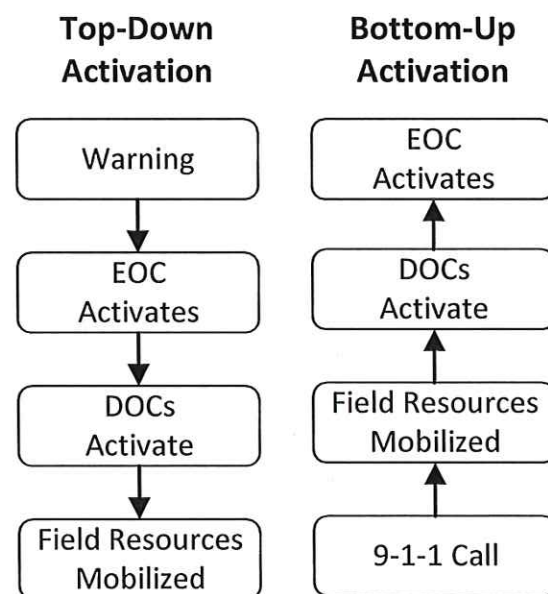 Top-Down
Activation
Warning
EOC
Activates
DOCs
Activate
Field Resources
Mobilized
Bottom-Up
Activation
EOC
Activates
DOCs
Activate
Field Resources
Mobilized
9-1-1 Call